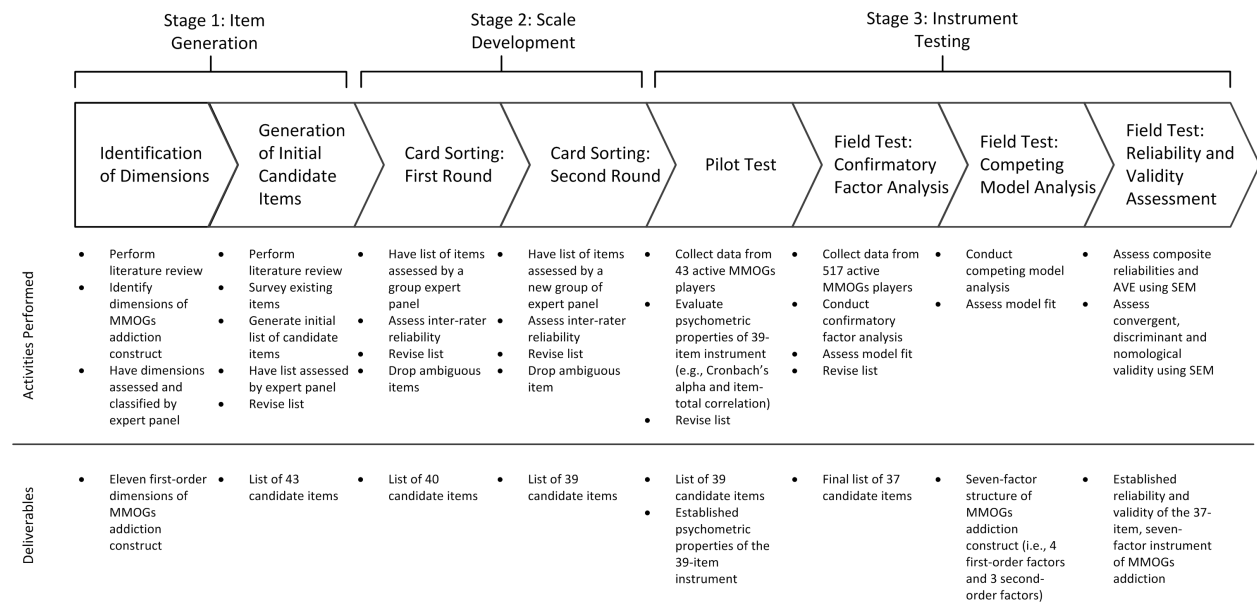 Stage 1: Item
Generation
Stage 2: Scale
Development
Stage 3: Instrument
Testing
Identification
of Dimensions
Generation
of Initial
Candidate
Items
Card Sorting:
First Round
Card Sorting:
Second Round
Pilot Test
Field Test:
Confirmatory
Factor Analysis
Field Test:
Competing
Model Analysis
Field Test:
Reliability and
Validity
Assessment
Activities Performed
• Perform
literature review
• Identify
dimensions of
MMOGs
addiction
construct
• Have dimensions
assessed and
classified by
expert panel
• Perform
literature review
• Survey existing
items
• Generate initial
list of candidate
items
• Have list assessed
by expert panel
• Revise list
• Have list of items
assessed by a
group expert
panel
• Assess inter-rater
reliability
• Revise list
• Drop ambiguous
items
• Have list of items
assessed by a
new group of
expert panel
• Assess inter-rater
reliability
• Revise list
• Drop ambiguous
item
• Collect data from
43 active MMOGs
players
• Evaluate
psychometric
properties of 39-
item instrument
(e.g., Cronbach's
alpha and item-
total correlation)
• Revise list
• Collect data from
517 active
MMOGs players
• Conduct
confirmatory
factor analysis
• Assess model fit
• Revise list
• Conduct
competing model
analysis
• Assess model fit
• Assess composite
reliabilities and
AVE using SEM
• Assess
convergent,
discriminant and
nomological
validity using SEM
Deliverables
• Eleven first-order
dimensions of
MMOGs
addiction
construct
• List of 43
candidate items
• List of 40
candidate items
• List of 39
candidate items
• List of 39
candidate items
• Established
psychometric
properties of the
39-item
instrument
• Final list of 37
candidate items
• Seven-factor
structure of
MMOGs
addiction
construct (i.e., 4
first-order factors
and 3 second-
order factors)
• Established
reliability and
validity of the 37-
item, seven-
factor instrument
of MMOGs
addiction